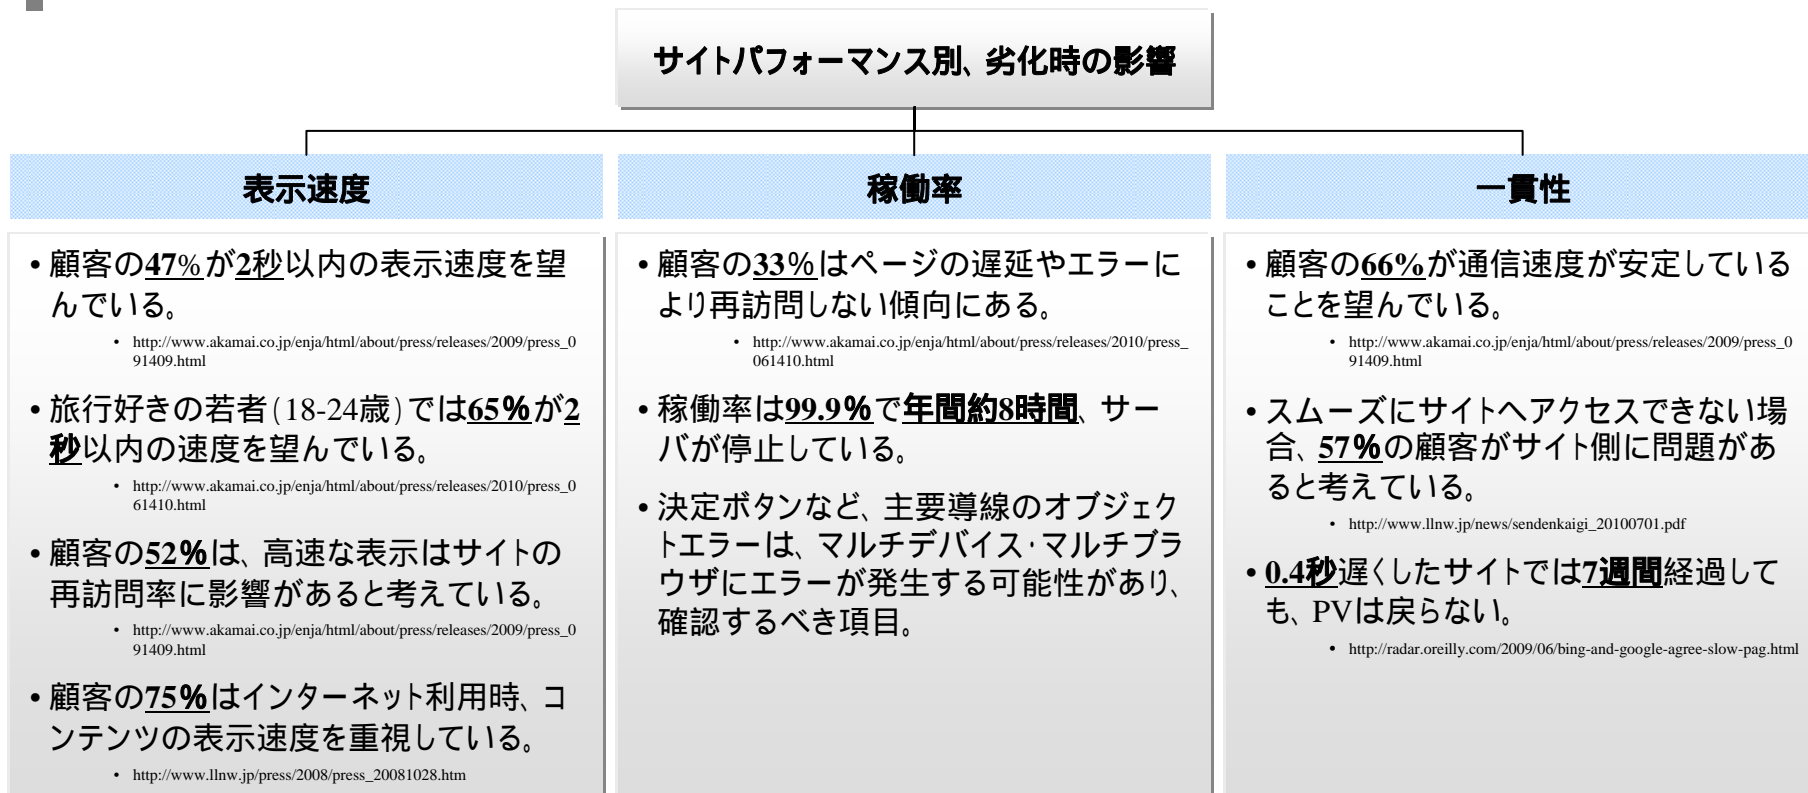 サイトパフォーマンス別、劣化時の影響
表示速度
• 顧客の47%が2秒以内の表示速度を望
んでいる。
• http://www.akamai.co.jp/enja/html/about/press/releases/2009/press_0
91409.html
• 旅行好きの若者(18-24歳)では65%が2
秒以内の速度を望んでいる。
• http://www.akamai.co.jp/enja/html/about/press/releases/2010/press_0
61410.html
• 顧客の52%は、高速な表示はサイトの
再訪問率に影響があると考えている。
• http://www.akamai.co.jp/enja/html/about/press/releases/2009/press_0
91409.html
• 顧客の75%はインターネット利用時、コ
ンテンツの表示速度を重視している。
• http://www.llnw.jp/press/2008/press_20081028.htm
稼働率
• 顧客の33%はページの遅延やエラーに
より再訪問しない傾向にある。
• http://www.akamai.co.jp/enja/html/about/press/releases/2010/press_
061410.html
• 稼働率は99.9%で年間約8時間、サー
バが停止している。
• 決定ボタンなど、主要導線のオブジェク
トエラーは、マルチデバイス・マルチブラ
ウザにエラーが発生する可能性があり、
確認するべき項目。
一貫性
• 顧客の66%が通信速度が安定している
ことを望んでいる。
• http://www.akamai.co.jp/enja/html/about/press/releases/2009/press_0
91409.html
• スムーズにサイトへアクセスできない場
合、57%の顧客がサイト側に問題があ
ると考えている。
• http://www.llnw.jp/news/sendenkaigi_20100701.pdf
• 0.4秒遅くしたサイトでは7週間経過して
も、PVは戻らない。
• http://radar.oreilly.com/2009/06/bing-and-google-agree-slow-pag.html